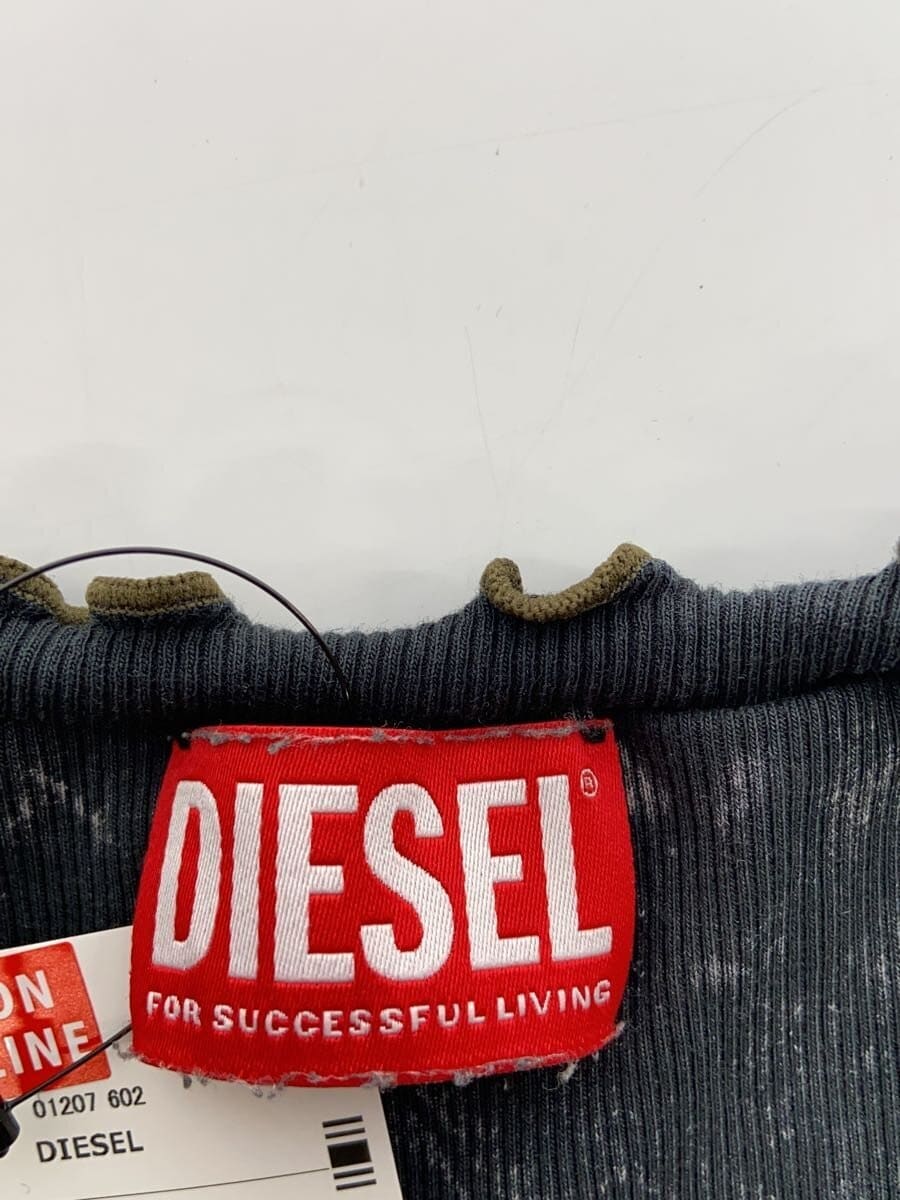 DIESEL®
FOR SUCCESSFUL LIVING
ON
LINE
01207 602
DIESEL